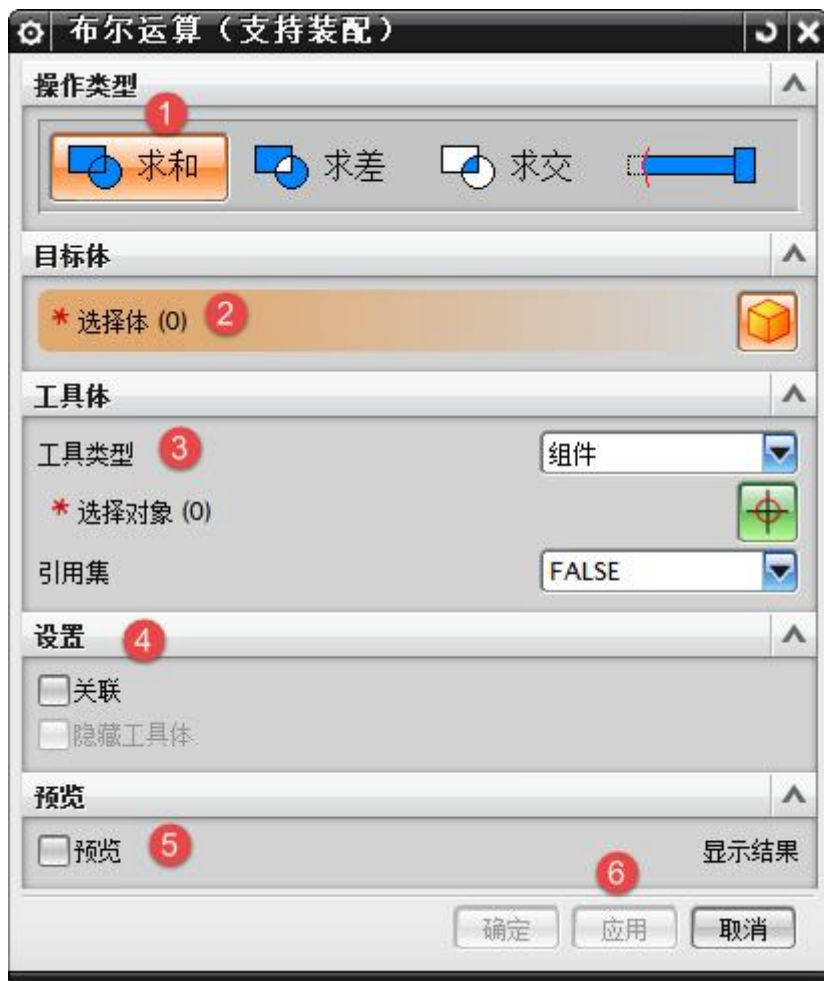 布尔运算（支持装配）
操作类型
1
求和 求差 求交
目标体
* 选择体 (0) 2
工具体
工具类型 3 组件
* 选择对象 (0)
引用集 FALSE
设置 4
关联
隐藏工具体
预览
预览 5 显示结果
6
确定 应用 取消